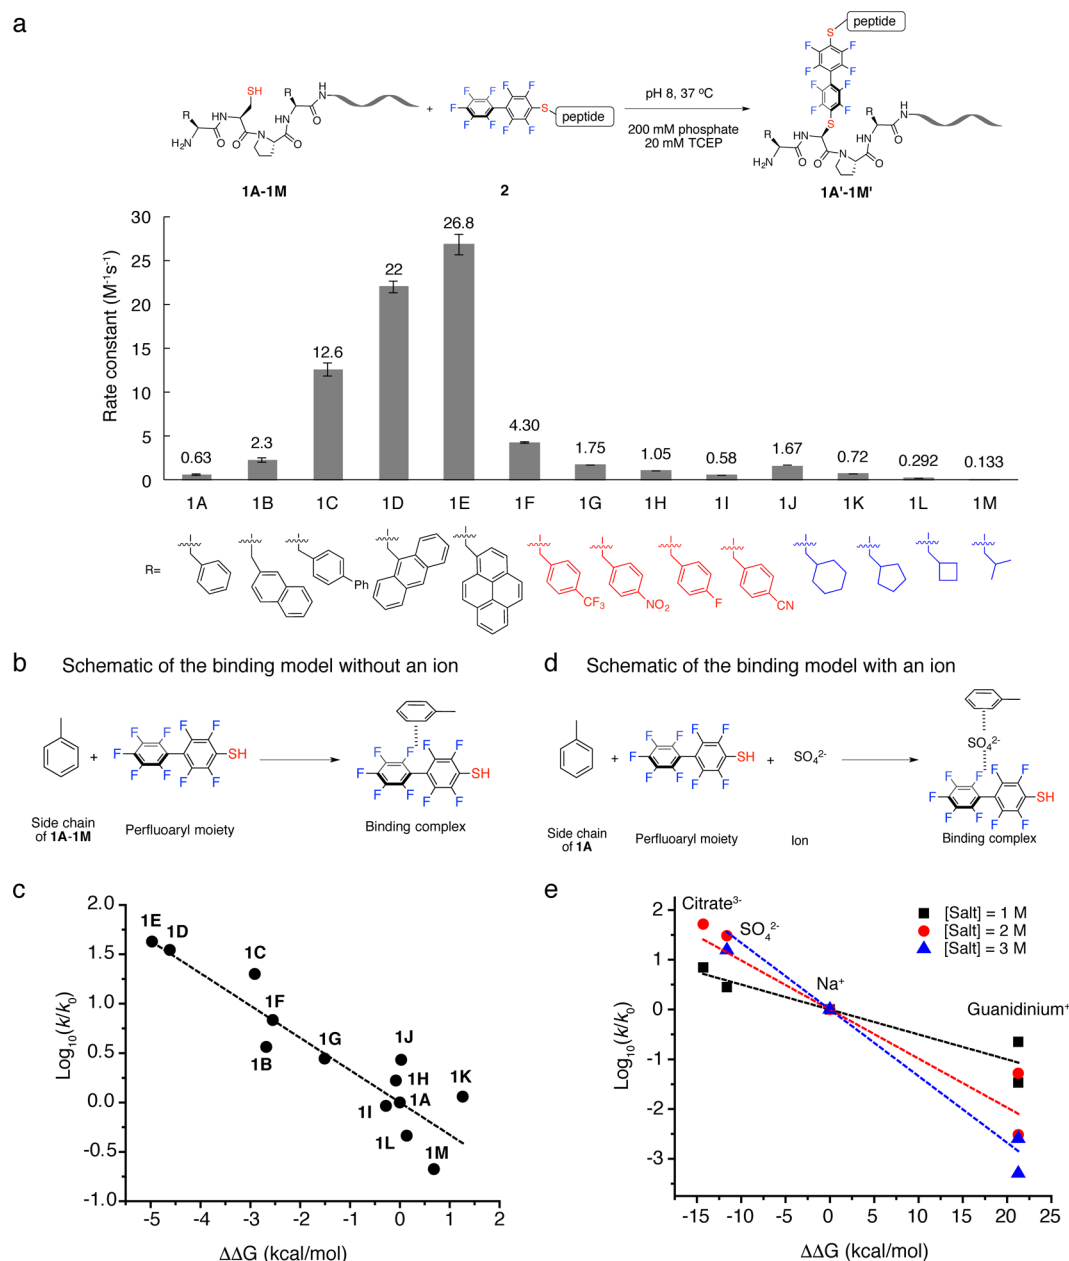 a
S
peptide
F F
F F
F F
F F
S
SH
R
H2N
O
HN
N
O
HN
R
H
N
O
+
F F F F F F F F F
S
peptide
pH 8, 37 ºC
200 mM phosphate
20 mM TCEP
R
H2N
O
HN
O
N
O
HN
R
H
N
O
1A-1M
2
1A'-1M'
Rate constant (M-1s-1)
30
25
20
15
10
5
0
0.63
2.3
12.6
22
26.8
4.30
1.75
1.05
0.58
1.67
0.72
0.292
0.133
1A 1B 1C 1D 1E 1F 1G 1H 1I 1J 1K 1L 1M
R=
Ph
CF3
NO2
F
CN
b
Schematic of the binding model without an ion
+
F F F F F F F F F
SH
F F F F F F F F F
SH
Side chain
of 1A-1M
Perfluoaryl moiety
Binding complex
d
Schematic of the binding model with an ion
+
F F F F F F F F F
SH
+
SO42-
SO42-
F F F F F F F F F
SH
Side chain
of 1A
Perfluoaryl moiety
Ion
Binding complex
c
Log10(k/k0)
2.0
1.5
1.0
0.5
0.0
-0.5
-1.0
1E
1D
1C
1F
1B
1G
1J
1H
1A
1I
1K
1L
1M
-5 -4 -3 -2 -1 0 1 2
ΔΔG (kcal/mol)
e
Log10(k/k0)
2
1
0
-1
-2
-3
Citrate3-
SO42-
Na+
Guanidinium+
[Salt] = 1 M
[Salt] = 2 M
[Salt] = 3 M
-15 -10 -5 0 5 10 15 20 25
ΔΔG (kcal/mol)